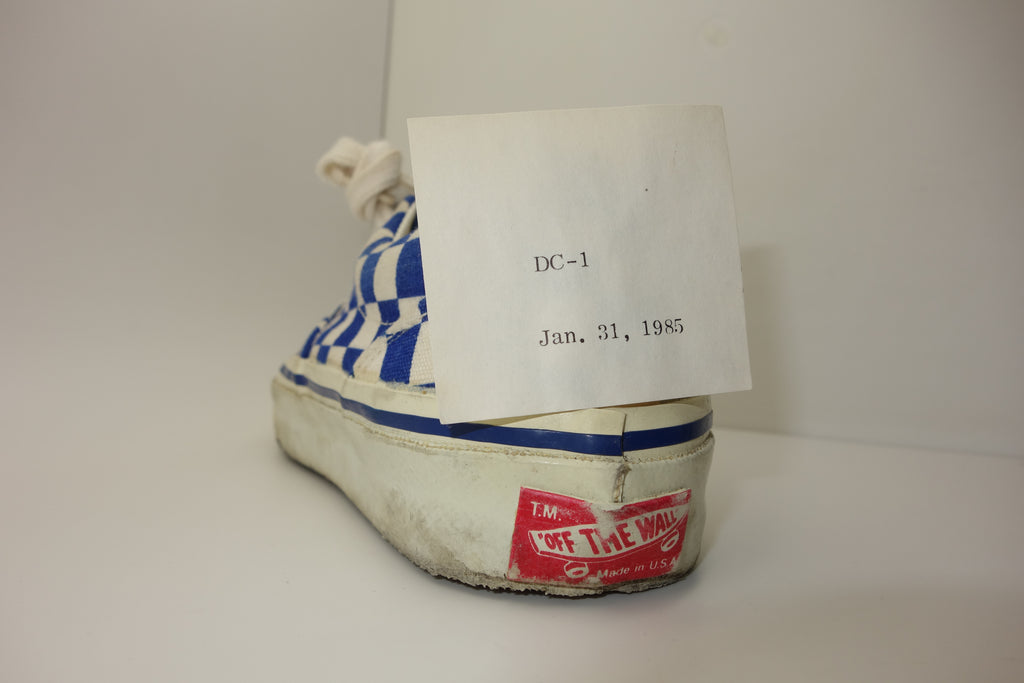 DC-1
Jan. 31, 1985
T.M.
'OFF THE WALL
Made in U.S.A